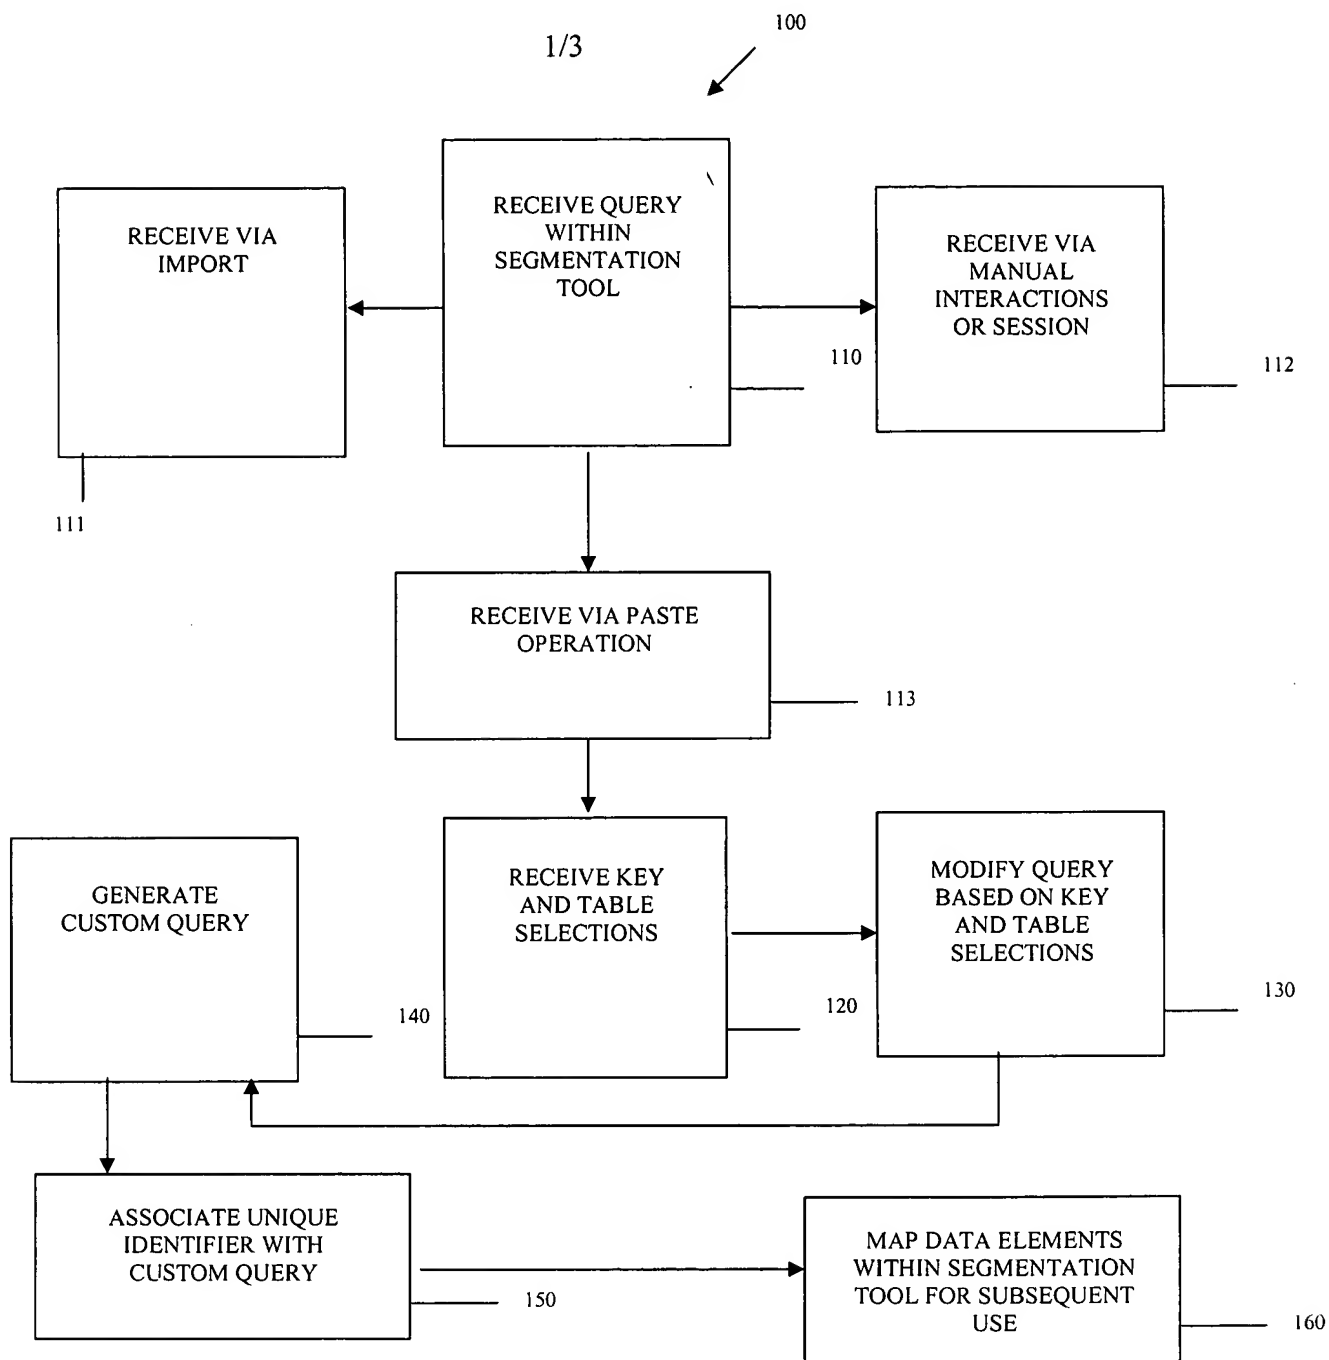 1/3
100
RECEIVE VIA
IMPORT
111
RECEIVE QUERY
WITHIN
SEGMENTATION
TOOL
110
RECEIVE VIA
MANUAL
INTERACTIONS
OR SESSION
112
RECEIVE VIA PASTE
OPERATION
113
GENERATE
CUSTOM QUERY
140
RECEIVE KEY
AND TABLE
SELECTIONS
120
MODIFY QUERY
BASED ON KEY
AND TABLE
SELECTIONS
130
ASSOCIATE UNIQUE
IDENTIFIER WITH
CUSTOM QUERY
150
MAP DATA ELEMENTS
WITHIN SEGMENTATION
TOOL FOR SUBSEQUENT
USE
160